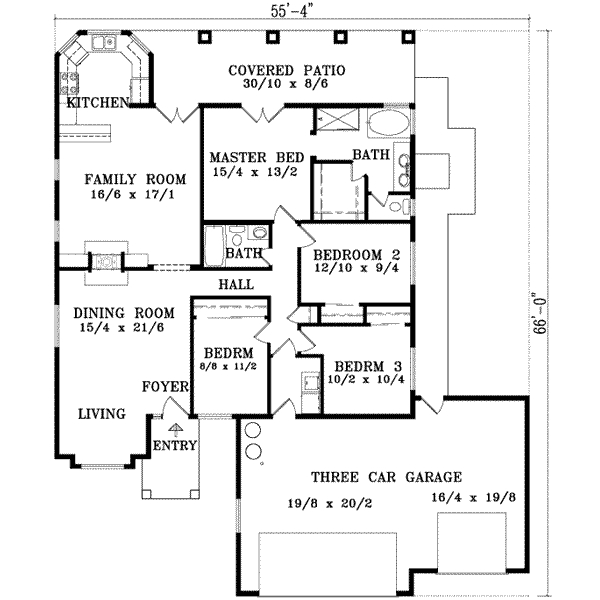 55'-4"
COVERED PATIO
30/10 x 8/6
KITCHEN
MASTER BED
15/4 x 13/2
BATH
FAMILY ROOM
16/6 x 17/1
BATH
BEDROOM 2
12/10 x 9/4
HALL
DINING ROOM
15/4 x 21/6
66'-0"
BEDRM
8/8 x 11/2
BEDRM 3
10/2 x 10/4
FOYER
LIVING
ENTRY
THREE CAR GARAGE
19/8 x 20/2
16/4 x 19/8